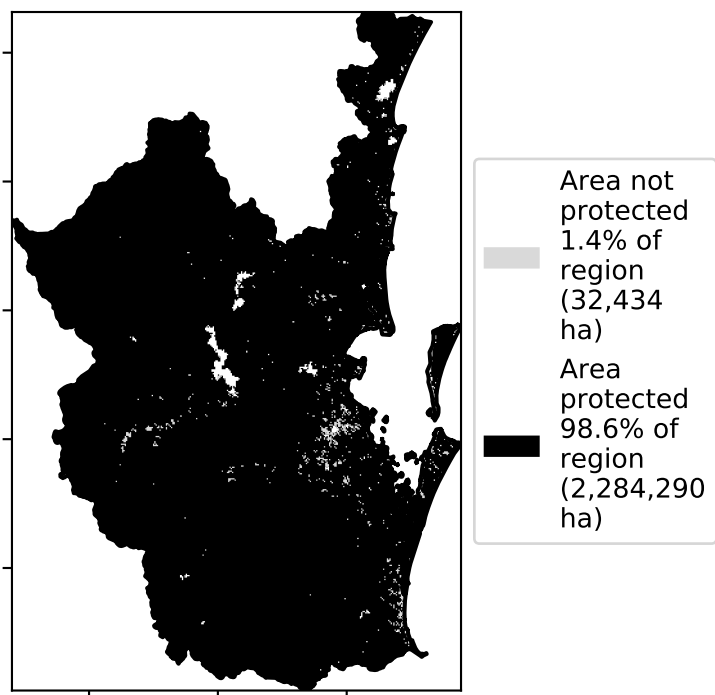 Area not
protected
1.4% of
region
(32,434
ha)
Area
protected
98.6% of
region
(2,284,290
ha)